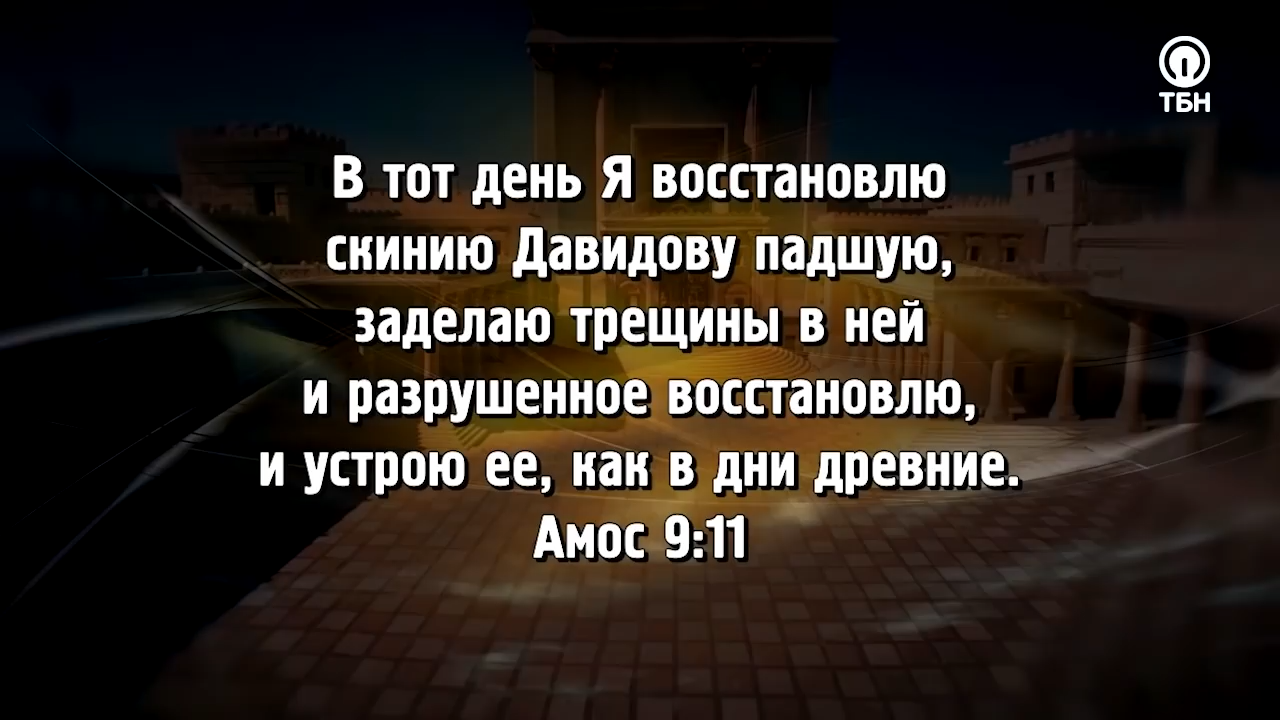 ТБН
В тот день Я восстановлю
скинию Давидову падшую,
заделаю трещины в ней
и разрушенное восстановлю,
и устрою ее, как в дни древние.
Амос 9:11